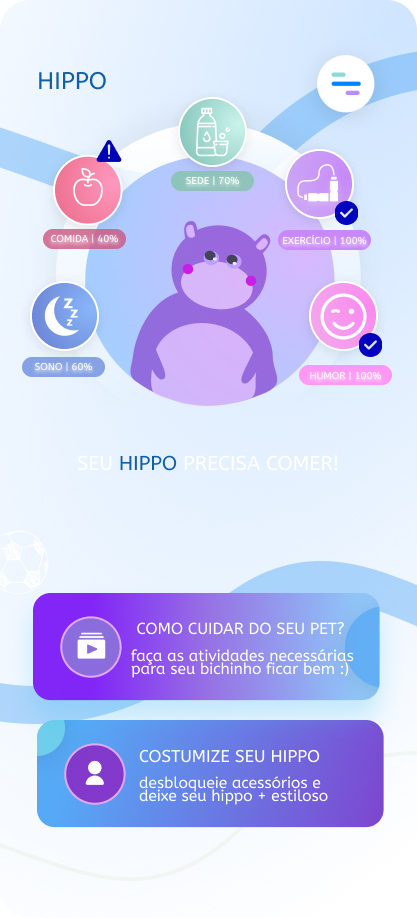 HIPPO
SEDE | 70%
COMIDA | 40%
EXERCÍCIO | 100%
SONO | 60%
HUMOR | 100%
SEU HIPPO PRECISA COMER!
COMO CUIDAR DO SEU PET?
faça as atividades necessárias
para seu bichinho ficar bem :)
COSTUMIZE SEU HIPPO
desbloqueie acessórios e
deixe seu hippo + estiloso